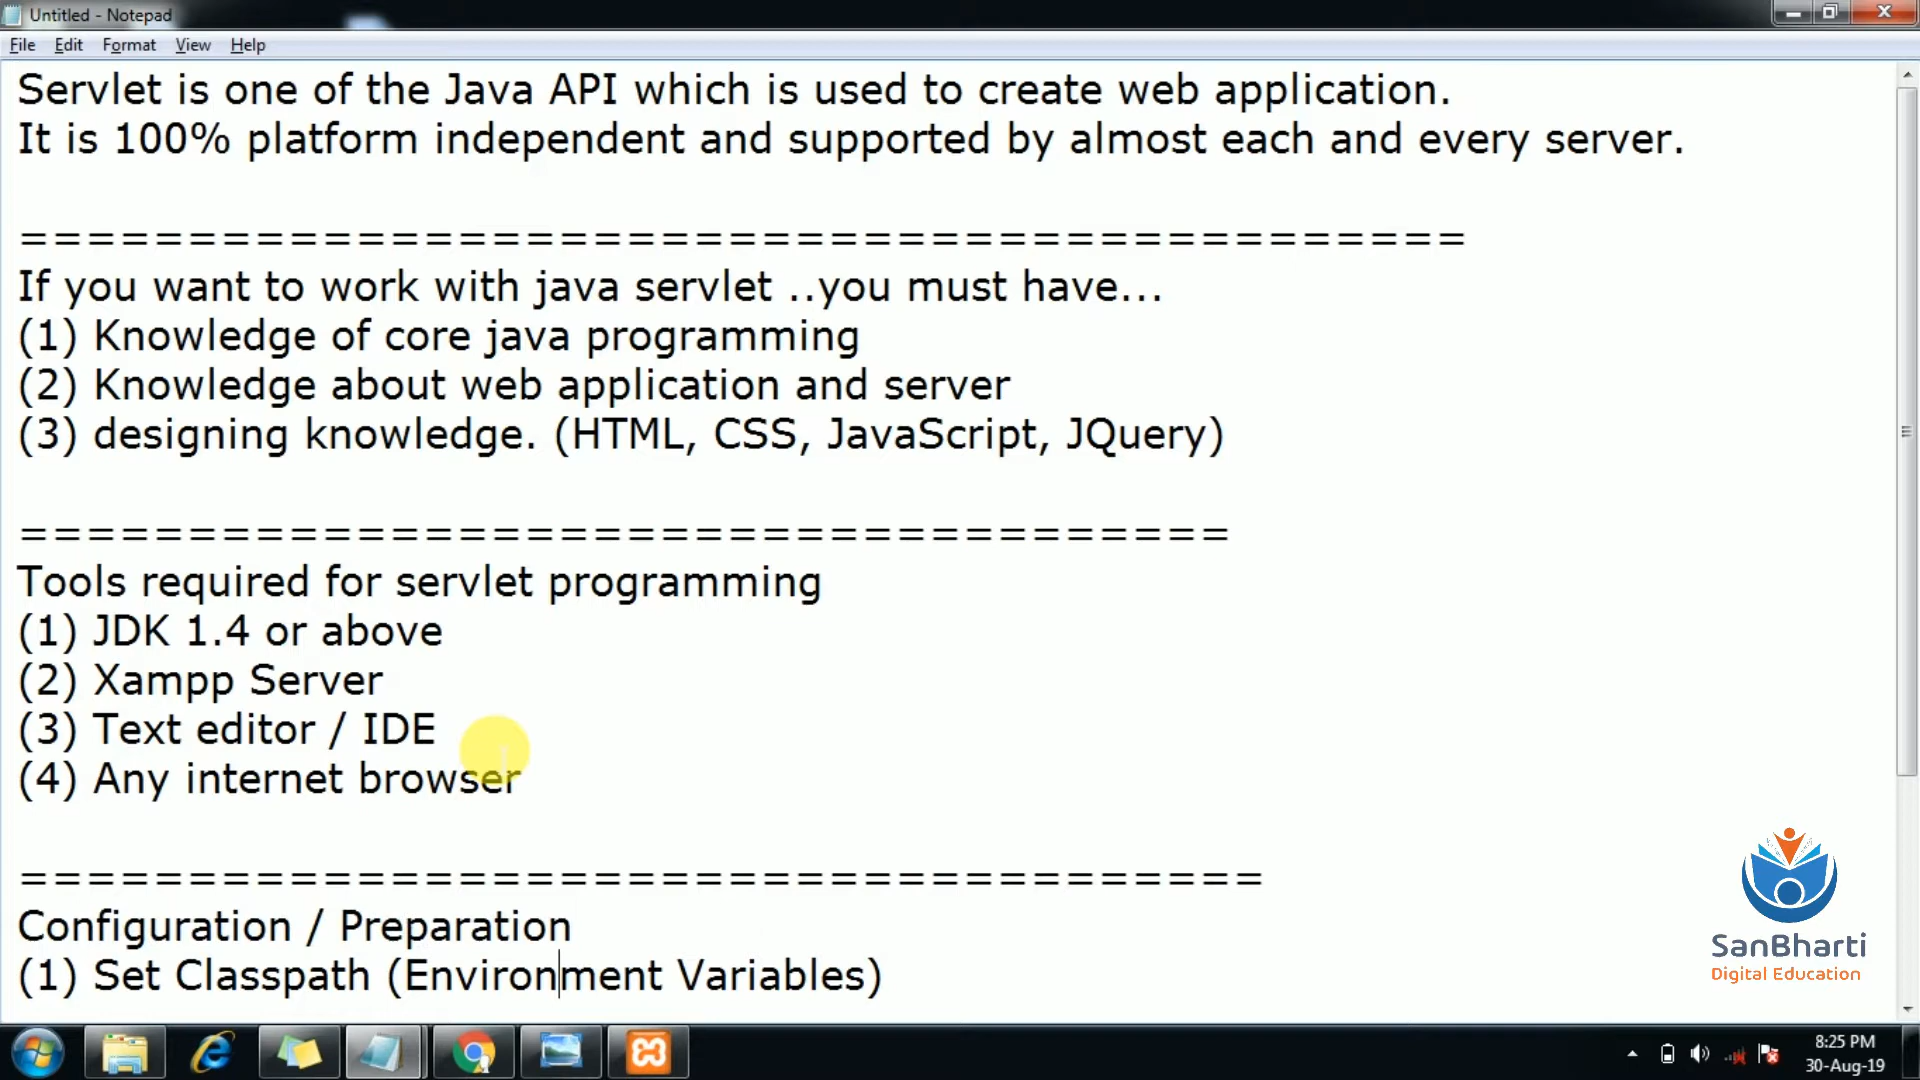 Untitled - Notepad
File Edit Format View Help
Servlet is one of the Java API which is used to create web application.
It is 100% platform independent and supported by almost each and every server.
===========================================
If you want to work with java servlet ..you must have...
(1) Knowledge of core java programming
(2) Knowledge about web application and server
(3) designing knowledge. (HTML, CSS, JavaScript, JQuery)
====================================
Tools required for servlet programming
(1) JDK 1.4 or above
(2) Xampp Server
(3) Text editor / IDE
(4) Any internet browser
=====================================
Configuration / Preparation
(1) Set Classpath (Environment Variables)
SanBharti
Digital Education
8:25 PM
30-Aug-19